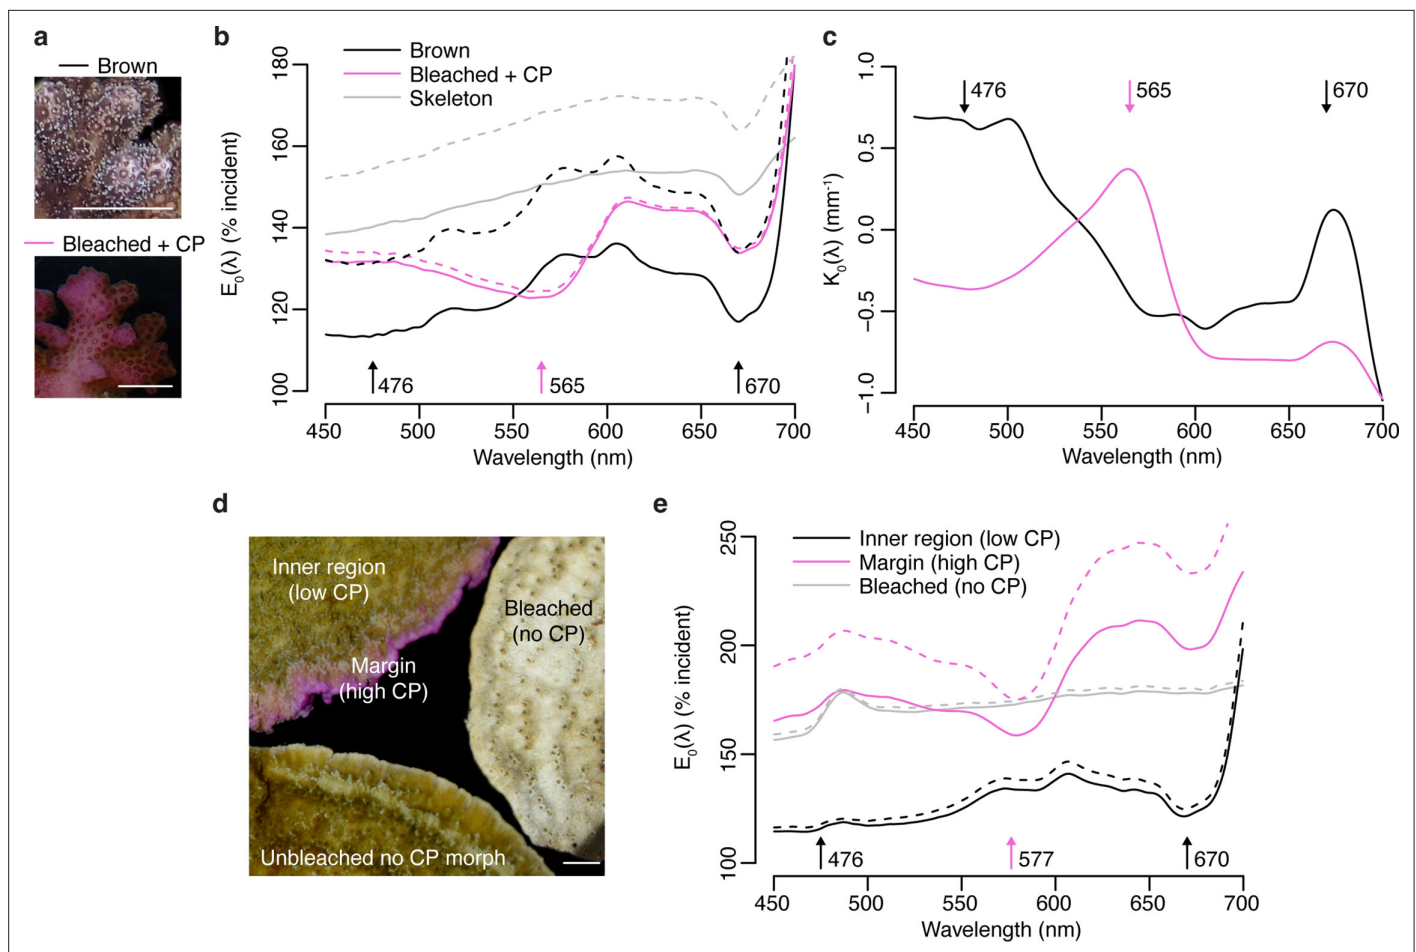 a
Brown
Bleached + CP
b
Brown
Bleached + CP
Skeleton
E₀(λ) (% incident)
180
160
140
120
100
476
565
670
450 500 550 600 650 700
Wavelength (nm)
c
K₀(λ) (mm⁻¹)
1.0
0.5
0.0
−0.5
−1.0
476
565
670
450 500 550 600 650 700
Wavelength (nm)
d
Inner region
(low CP)
Margin
(high CP)
Bleached
(no CP)
Unbleached no CP morph
e
Inner region (low CP)
Margin (high CP)
Bleached (no CP)
E₀(λ) (% incident)
250
200
150
100
476
577
670
450 500 550 600 650 700
Wavelength (nm)